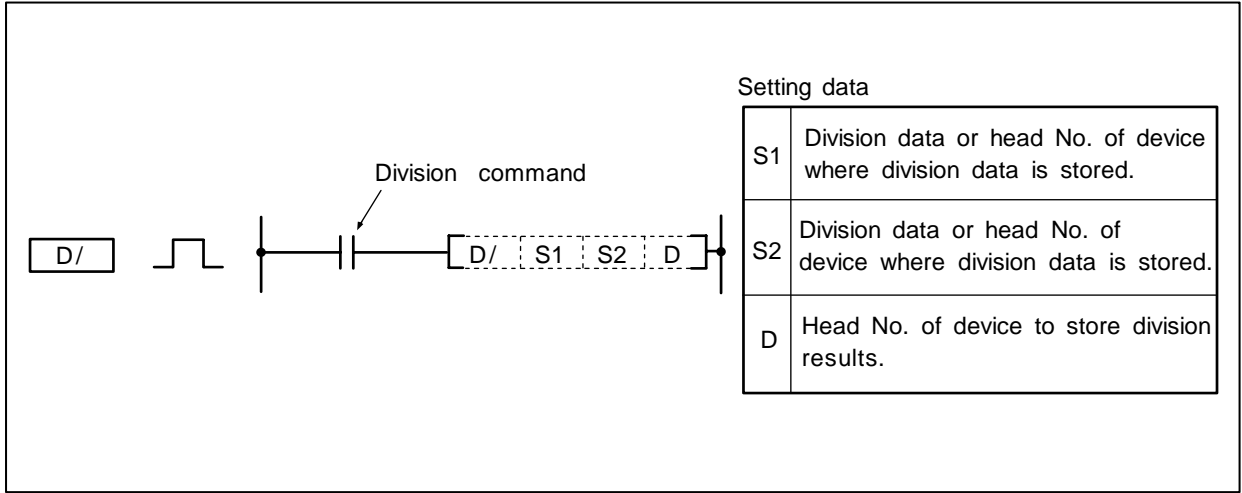 Setting data
S1
Division data or head No. of device
where division data is stored.
Division command
D/
D/ S1 S2 D
S2
Division data or head No. of
device where division data is stored.
D
Head No. of device to store division
results.